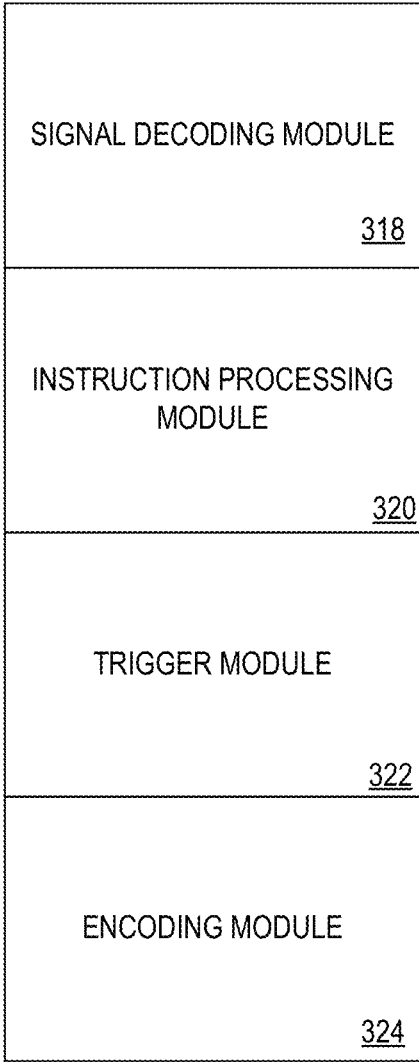 SIGNAL DECODING MODULE
318
INSTRUCTION PROCESSING
MODULE
320
TRIGGER MODULE
322
ENCODING MODULE
324